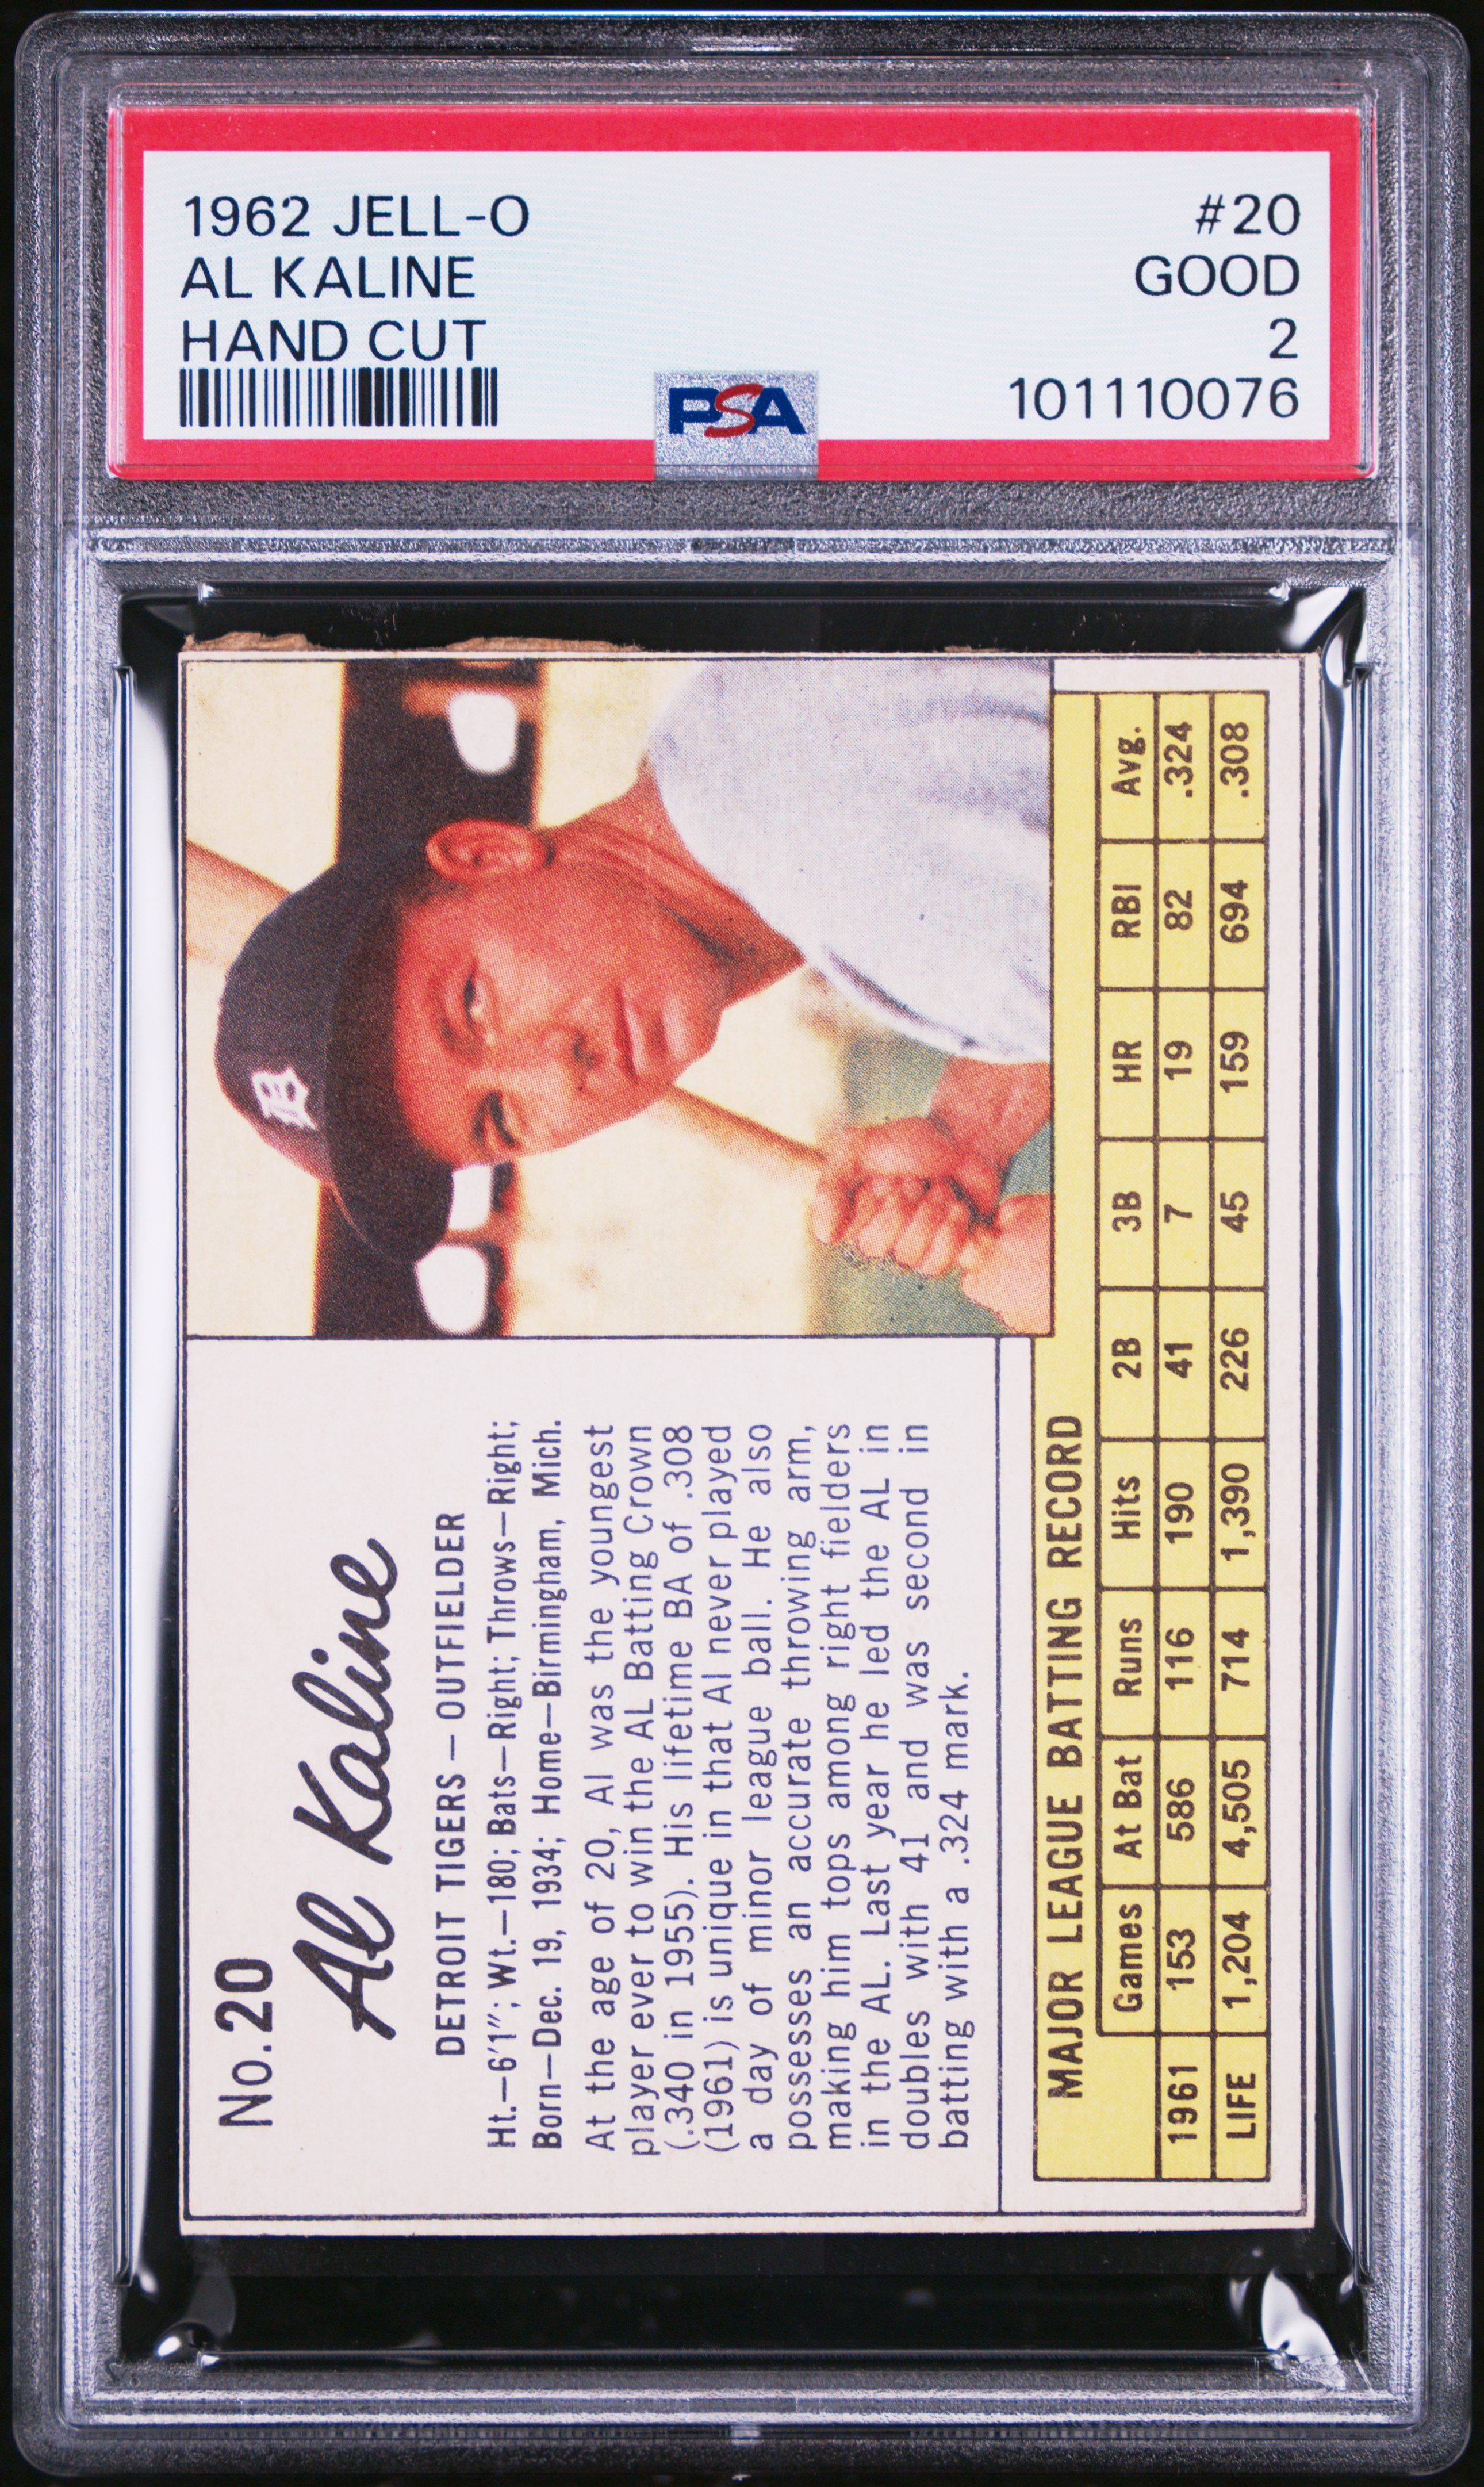 1962 JELL-O #20
AL KALINE GOOD
HAND CUT 2
PSA 101110076
No.20
Al Kaline
DETROIT TIGERS — OUTFIELDER
Ht.—6'1"; Wt.—180; Bats—Right; Throws—Right;
Born—Dec. 19, 1934; Home—Birmingham, Mich.
At the age of 20, Al was the youngest
player ever to win the AL Batting Crown
(.340 in 1955). His lifetime BA of .308
(1961) is unique in that Al never played
a day of minor league ball. He also
possesses an accurate throwing arm,
making him tops among right fielders
in the AL. Last year he led the AL in
doubles with 41 and was second in
batting with a .324 mark.
D
MAJOR LEAGUE BATTING RECORD
Games At Bat Runs Hits 2B 3B HR RBI Avg.
1961 153 586 116 190 41 7 19 82 .324
LIFE 1,204 4,505 714 1,390 226 45 159 694 .308